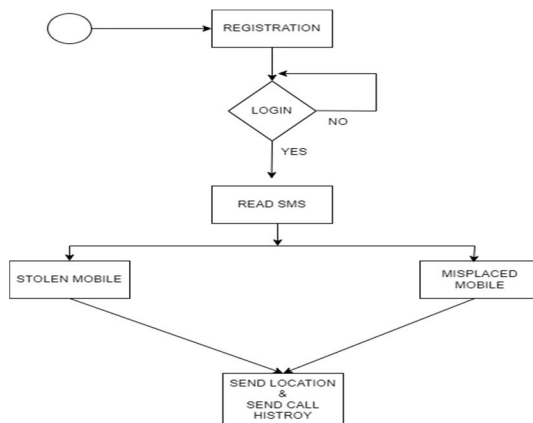 REGISTRATION
LOGIN
NO
YES
READ SMS
STOLEN MOBILE
MISPLACED
MOBILE
SEND LOCATION
&
SEND CALL
HISTROY